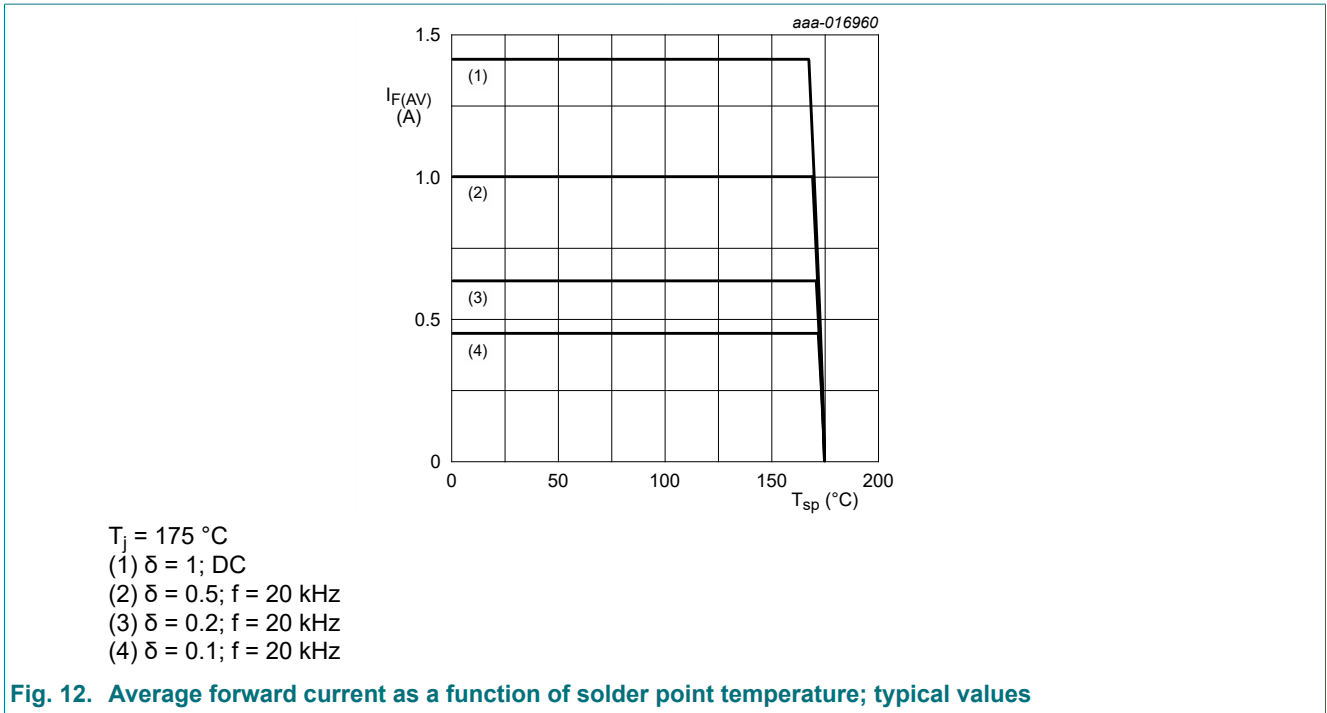 aaa-016960
1.5
(1)
I_F(AV)
(A)
1.0
(2)
(3)
0.5
(4)
0
0 50 100 150 200
T_sp (°C)
T_j = 175 °C
(1) δ = 1; DC
(2) δ = 0.5; f = 20 kHz
(3) δ = 0.2; f = 20 kHz
(4) δ = 0.1; f = 20 kHz
Fig. 12. Average forward current as a function of solder point temperature; typical values